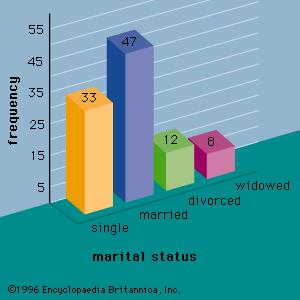 55
45
35
25
15
5
frequency
33
47
12
8
single
married
divorced
widowed
marital status
©1996 Encyclopaedia Britannica, Inc.